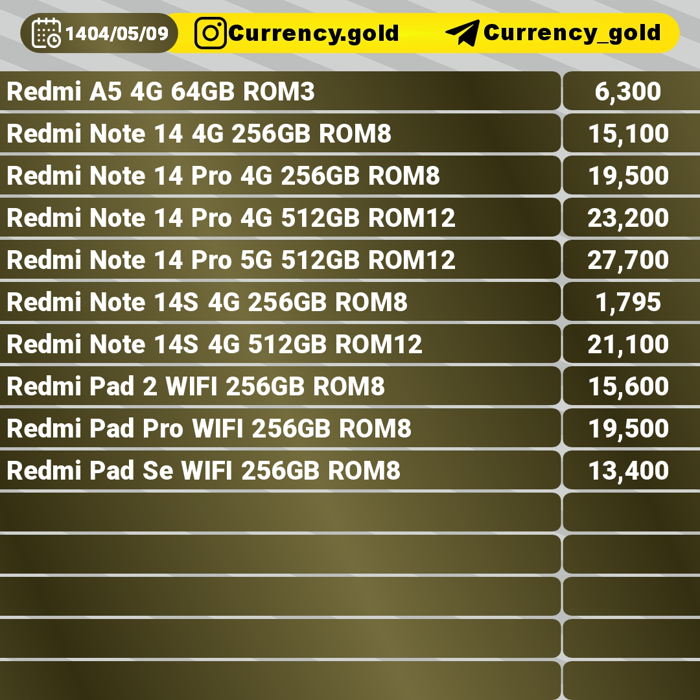 1404/05/09 Currency.gold Currency_gold
Redmi A5 4G 64GB ROM3 6,300
Redmi Note 14 4G 256GB ROM8 15,100
Redmi Note 14 Pro 4G 256GB ROM8 19,500
Redmi Note 14 Pro 4G 512GB ROM12 23,200
Redmi Note 14 Pro 5G 512GB ROM12 27,700
Redmi Note 14S 4G 256GB ROM8 1,795
Redmi Note 14S 4G 512GB ROM12 21,100
Redmi Pad 2 WIFI 256GB ROM8 15,600
Redmi Pad Pro WIFI 256GB ROM8 19,500
Redmi Pad Se WIFI 256GB ROM8 13,400